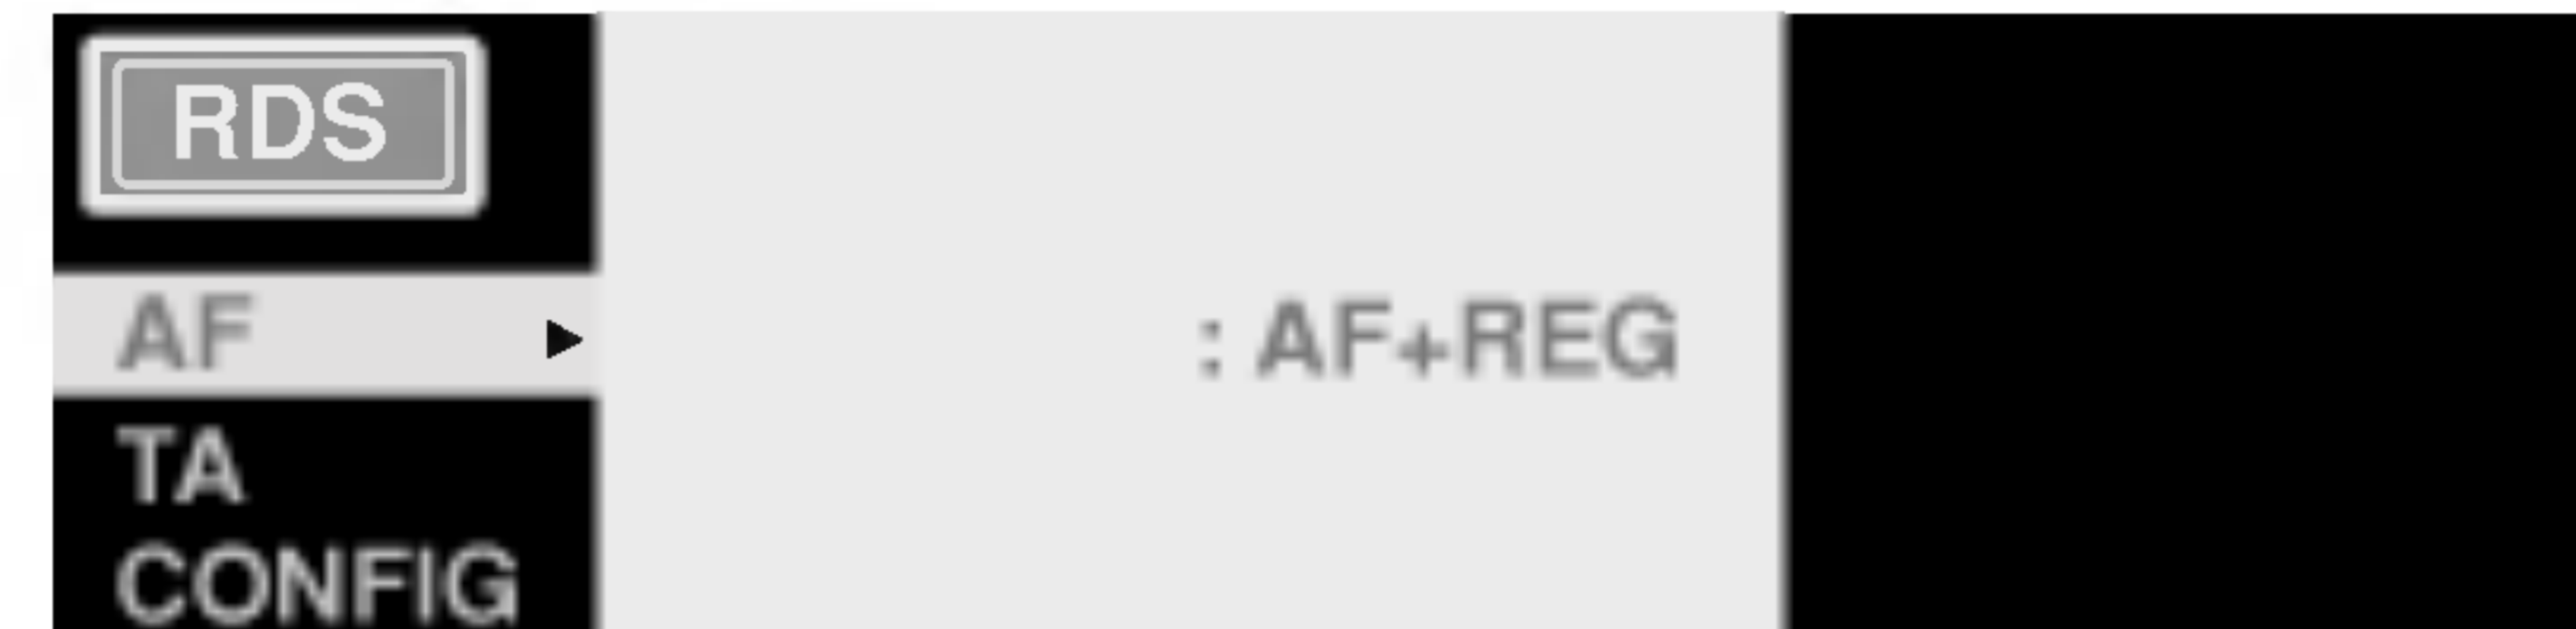 RDS
AF ▶ : AF+REG
TA
CONFIG